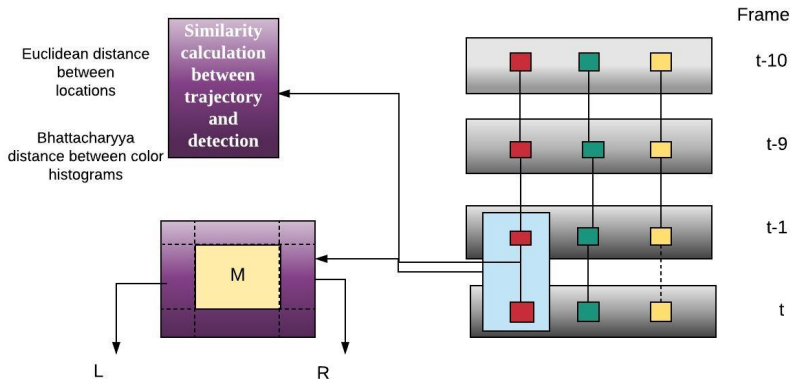 Frame
Similarity
calculation
between
trajectory
and
detection
Euclidean distance
between
locations
Bhattacharyya
distance between color
histograms
t-10
t-9
t-1
t
M
L
R